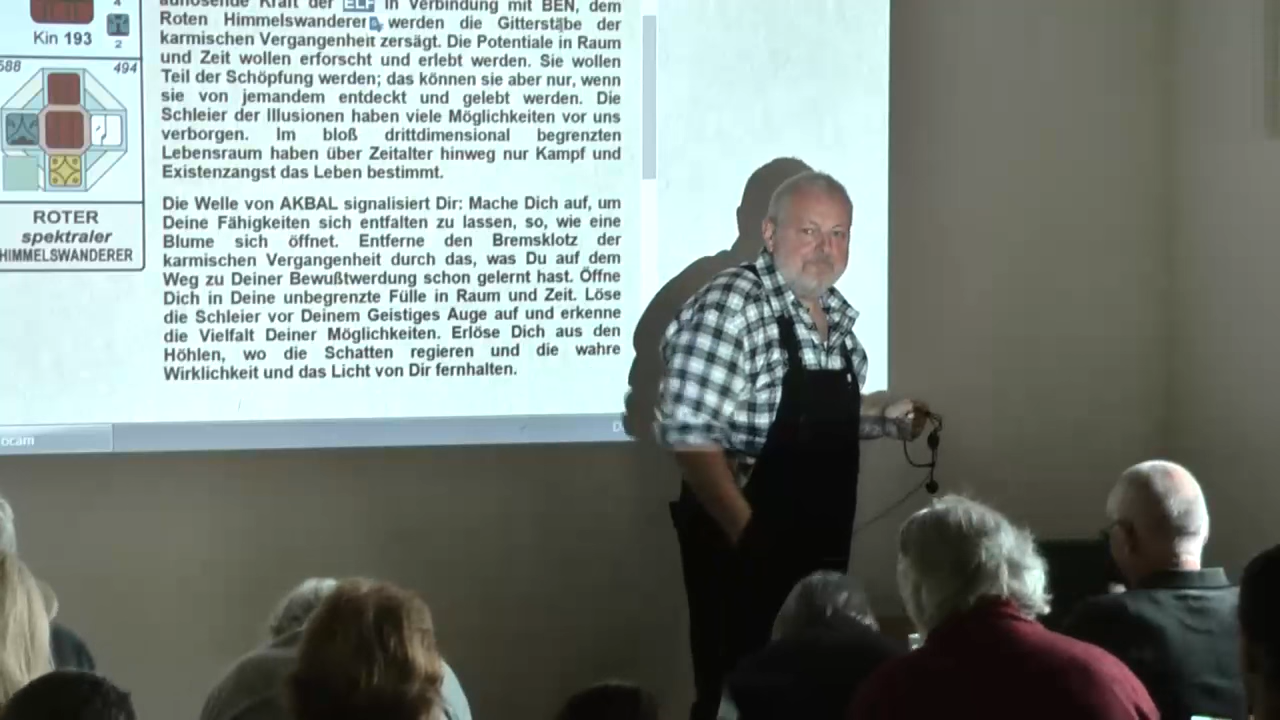 auflösende Kraft der ELF in Verbindung mit BEN, dem
Roten Himmelswanderer werden die Gitterstäbe der
karmischen Vergangenheit zersägt. Die Potentiale in Raum
und Zeit wollen erforscht und erlebt werden. Sie wollen
Teil der Schöpfung werden; das können sie aber nur, wenn
sie von jemandem entdeckt und gelebt werden. Die
Schleier der Illusionen haben viele Möglichkeiten vor uns
verborgen. Im bloß drittdimensional begrenzten
Lebensraum haben über Zeitalter hinweg nur Kampf und
Existenzangst das Leben bestimmt.
Die Welle von AKBAL signalisiert Dir: Mache Dich auf, um
Deine Fähigkeiten sich entfalten zu lassen, so, wie eine
Blume sich öffnet. Entferne den Bremsklotz der
karmischen Vergangenheit durch das, was Du auf dem
Weg zu Deiner Bewußtwerdung schon gelernt hast. Öffne
Dich in Deine unbegrenzte Fülle in Raum und Zeit. Löse
die Schleier vor Deinem Geistiges Auge auf und erkenne
die Vielfalt Deiner Möglichkeiten. Erlöse Dich aus den
Höhlen, wo die Schatten regieren und die wahre
Wirklichkeit und das Licht von Dir fernhalten.
4
Kin 193
2
588 494
ROTER
spektraler
HIMMELSWANDERER
ocam
D